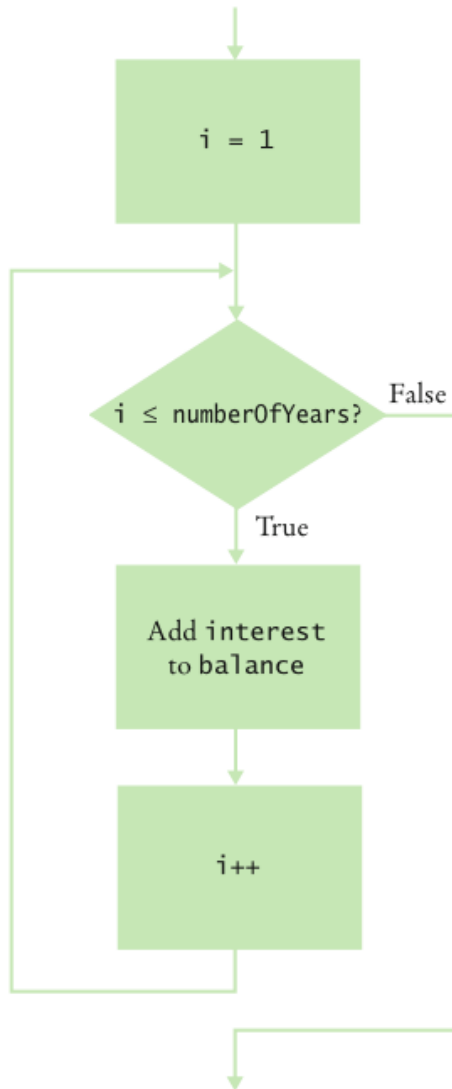 i = 1
i ≤ numberOfYears?
False
True
Add interest
to balance
i++